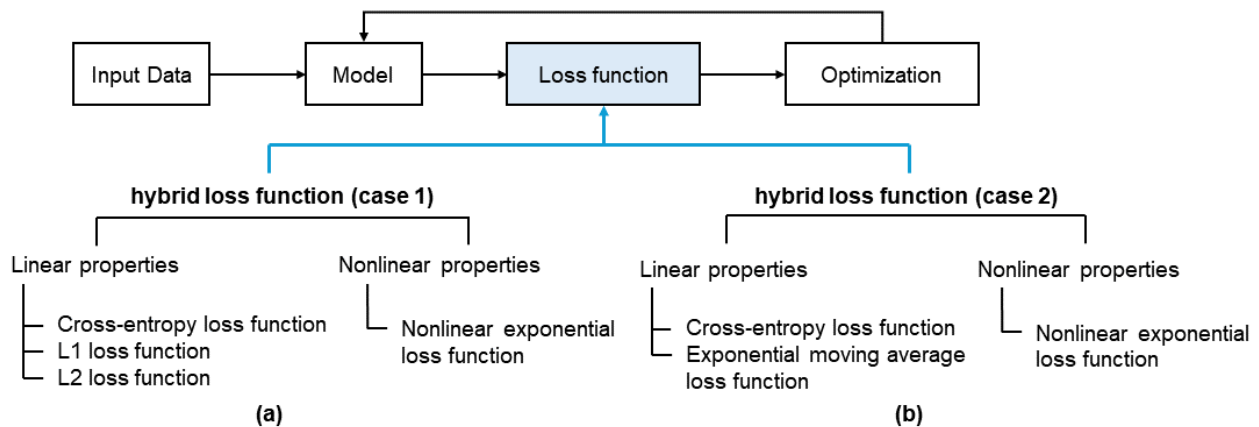 Input Data
Model
Loss function
Optimization
hybrid loss function (case 1)
hybrid loss function (case 2)
Linear properties
Nonlinear properties
Cross-entropy loss function
L1 loss function
L2 loss function
Nonlinear exponential
loss function
(a)
Linear properties
Nonlinear properties
Cross-entropy loss function
Exponential moving average
loss function
Nonlinear exponential
loss function
(b)